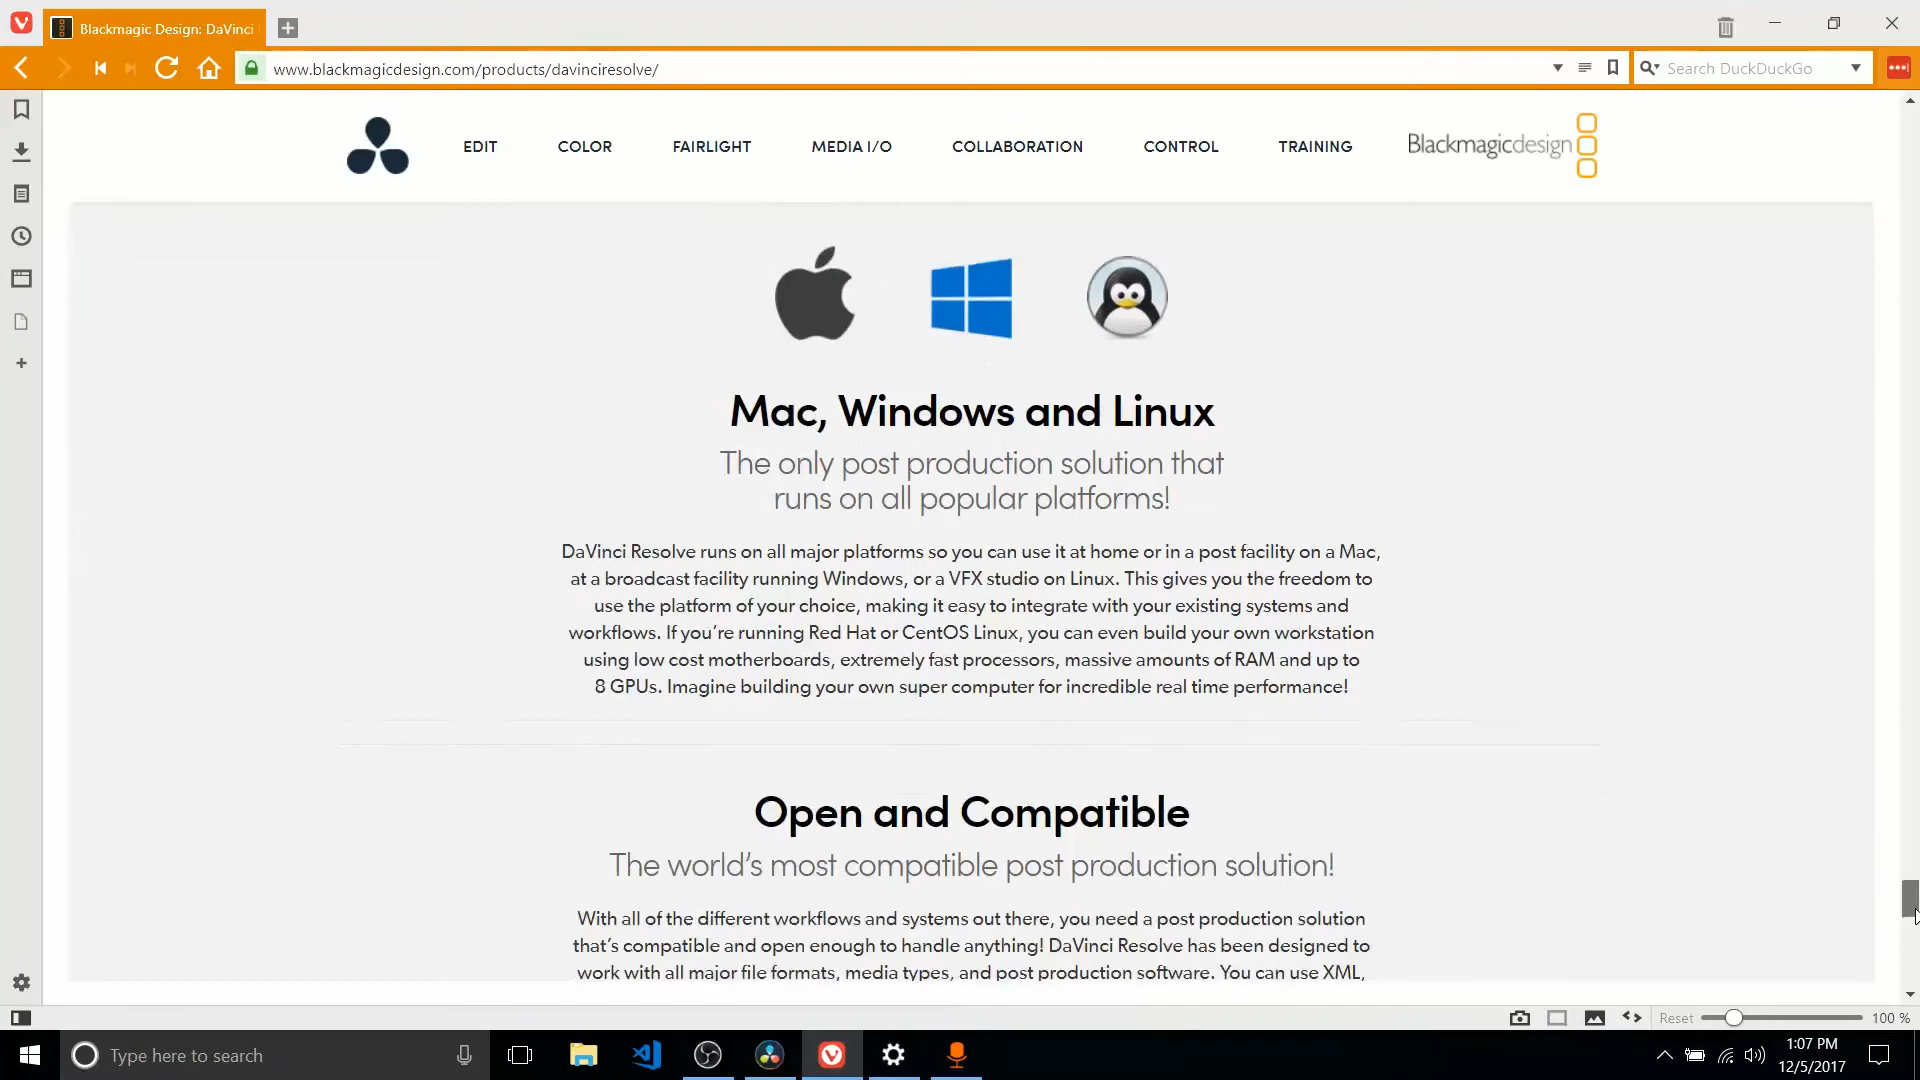 Blackmagic Design: DaVinci
www.blackmagicdesign.com/products/davinciresolve/
Search DuckDuckGo
EDIT COLOR FAIRLIGHT MEDIA I/O COLLABORATION CONTROL TRAINING Blackmagicdesign
Mac, Windows and Linux
The only post production solution that
runs on all popular platforms!
DaVinci Resolve runs on all major platforms so you can use it at home or in a post facility on a Mac,
at a broadcast facility running Windows, or a VFX studio on Linux. This gives you the freedom to
use the platform of your choice, making it easy to integrate with your existing systems and
workflows. If you’re running Red Hat or CentOS Linux, you can even build your own workstation
using low cost motherboards, extremely fast processors, massive amounts of RAM and up to
8 GPUs. Imagine building your own super computer for incredible real time performance!
Open and Compatible
The world’s most compatible post production solution!
With all of the different workflows and systems out there, you need a post production solution
that’s compatible and open enough to handle anything! DaVinci Resolve has been designed to
work with all major file formats, media types, and post production software. You can use XML,
Reset 100 %
Type here to search
1:07 PM
12/5/2017